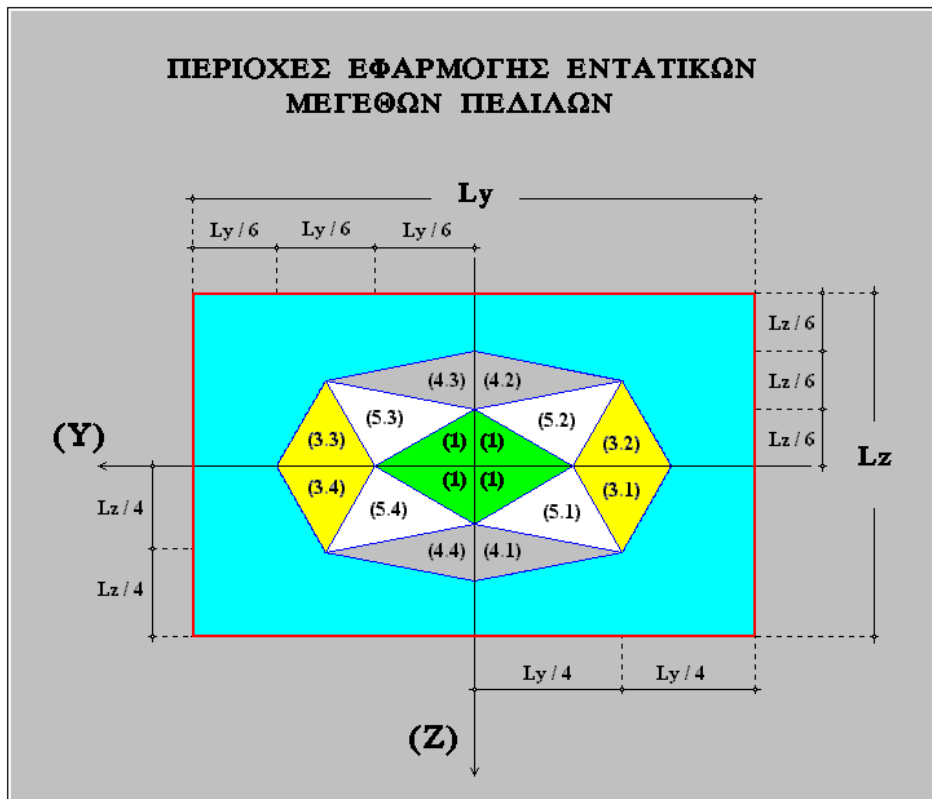 ΠΕΡΙΟΧΕΣ ΕΦΑΡΜΟΓΗΣ ΕΝΤΑΤΙΚΩΝ
ΜΕΓΕΘΩΝ ΠΕΔΙΛΩΝ
Ly
Ly / 6 Ly / 6 Ly / 6
Lz / 6
Lz / 6
Lz / 6
(4.3) (4.2)
(5.3) (5.2)
(3.3) (1) (1) (3.2)
(Y)
Lz
(3.4) (1) (1) (3.1)
(5.4) (5.1)
(4.4) (4.1)
Lz / 4
Lz / 4
Ly / 4 Ly / 4
(Z)